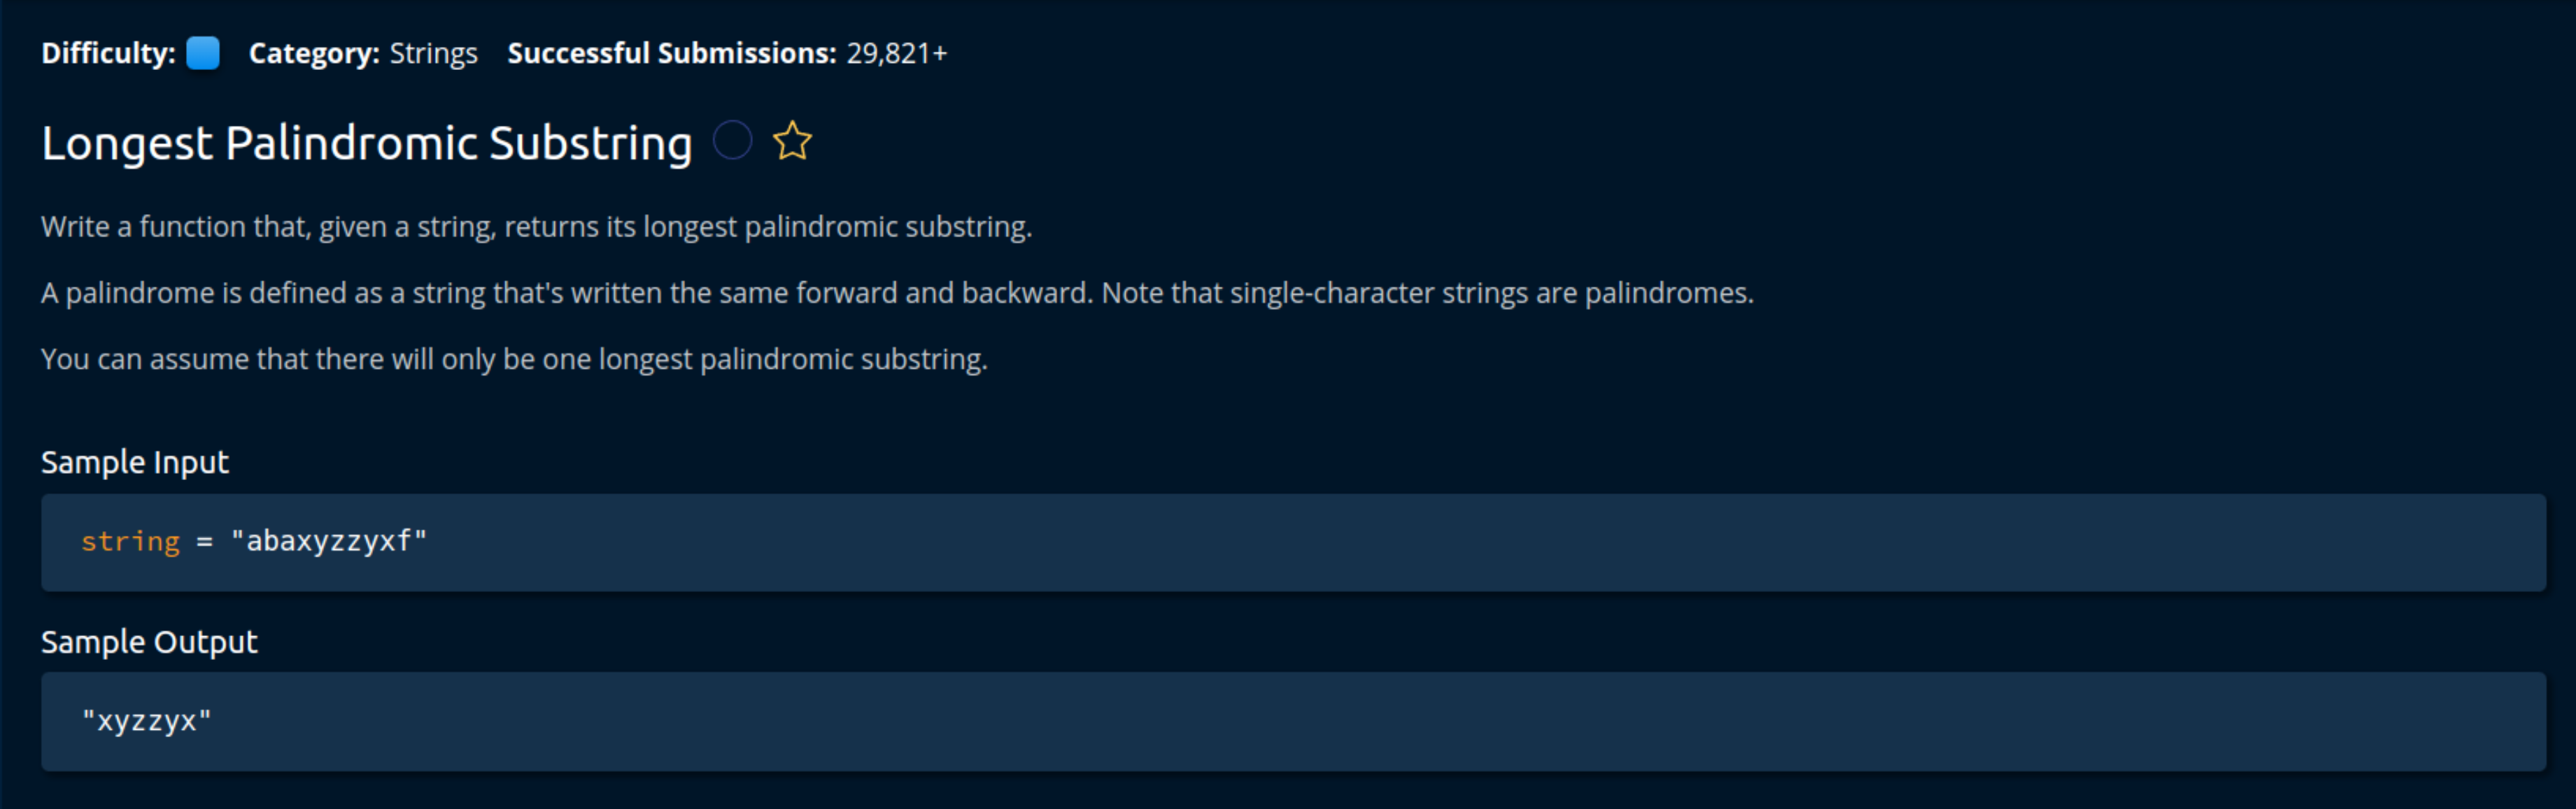 Difficulty: Category: Strings Successful Submissions: 29,821+
Longest Palindromic Substring
Write a function that, given a string, returns its longest palindromic substring.
A palindrome is defined as a string that's written the same forward and backward. Note that single-character strings are palindromes.
You can assume that there will only be one longest palindromic substring.
Sample Input
string = "abaxyzzyxf"
Sample Output
"xyzzyx"